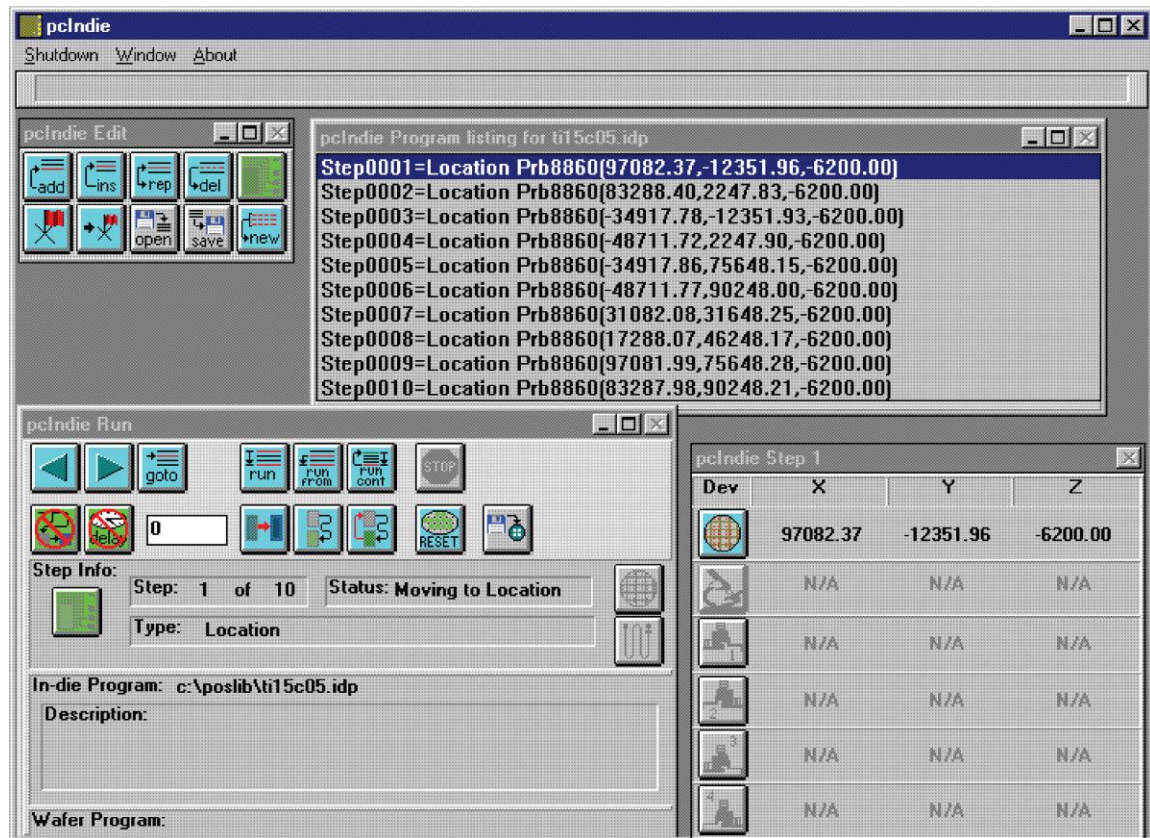 pcIndie
Shutdown Window About
pcIndie Edit
add ins rep del
open save new
pcIndie Program listing for ti15c05.idp
Step0001=Location Prb8860(97082.37,-12351.96,-6200.00)
Step0002=Location Prb8860(83288.40,2247.83,-6200.00)
Step0003=Location Prb8860(-34917.78,-12351.93,-6200.00)
Step0004=Location Prb8860(-48711.72,2247.90,-6200.00)
Step0005=Location Prb8860(-34917.86,75648.15,-6200.00)
Step0006=Location Prb8860(-48711.77,90248.00,-6200.00)
Step0007=Location Prb8860(31082.08,31648.25,-6200.00)
Step0008=Location Prb8860(17288.07,46248.17,-6200.00)
Step0009=Location Prb8860(97081.99,75648.28,-6200.00)
Step0010=Location Prb8860(83287.98,90248.21,-6200.00)
pcIndie Run
goto run run from run cont STOP
delay 0 RESET
Step Info:
Step: 1 of 10 Status: Moving to Location
Type: Location
In-die Program: c:\poslib\ti15c05.idp
Description:
Wafer Program:
pcIndie Step 1
Dev X Y Z
97082.37 -12351.96 -6200.00
N/A N/A N/A
1 N/A N/A N/A
2 N/A N/A N/A
3 N/A N/A N/A
4 N/A N/A N/A